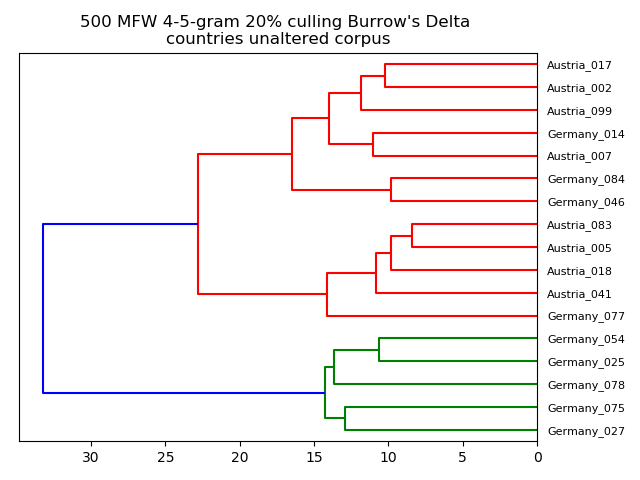 500 MFW 4-5-gram 20% culling Burrow's Delta
countries unaltered corpus
Austria_017
Austria_002
Austria_099
Germany_014
Austria_007
Germany_084
Germany_046
Austria_083
Austria_005
Austria_018
Austria_041
Germany_077
Germany_054
Germany_025
Germany_078
Germany_075
Germany_027
30 25 20 15 10 5 0